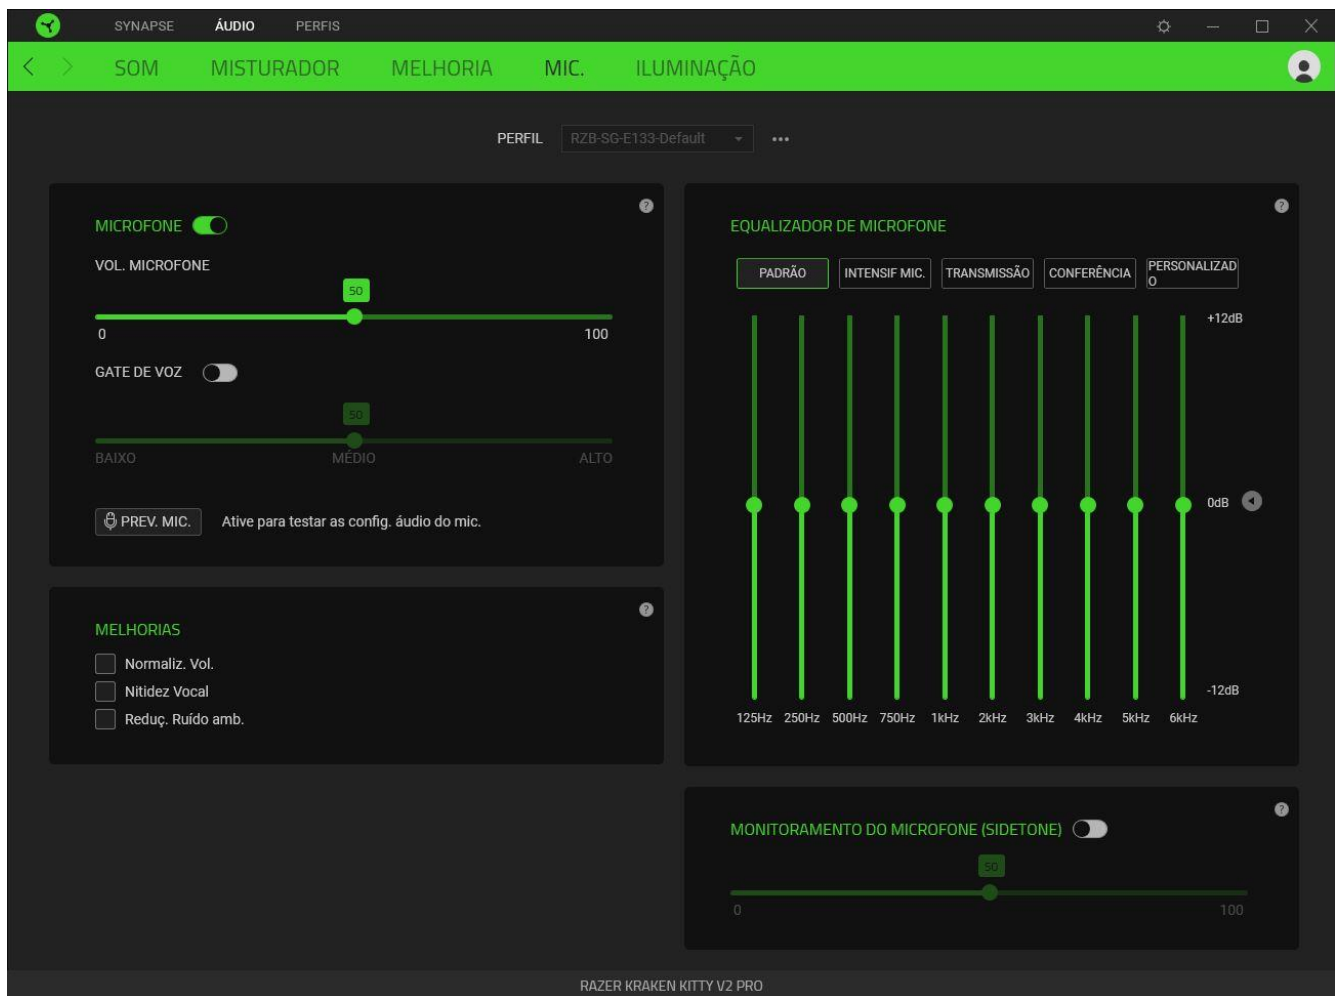 SYNAPSE ÁUDIO PERFIS
SOM MISTURADOR MELHORIA MIC. ILUMINAÇÃO
PERFIL RZB-SG-E133-Default
MICROFONE
VOL. MICROFONE
50
0 100
GATE DE VOZ
50
BAIXO MÉDIO ALTO
PREV. MIC. Ative para testar as config. áudio do mic.
MELHORIAS
Normaliz. Vol.
Nitidez Vocal
Reduç. Ruído amb.
EQUALIZADOR DE MICROFONE
PADRÃO INTENSIF MIC. TRANSMISSÃO CONFERÊNCIA PERSONALIZAD
O
+12dB
0dB
-12dB
125Hz 250Hz 500Hz 750Hz 1kHz 2kHz 3kHz 4kHz 5kHz 6kHz
MONITORAMENTO DO MICROFONE (SIDETONE)
50
0 100
RAZER KRAKEN KITTY V2 PRO